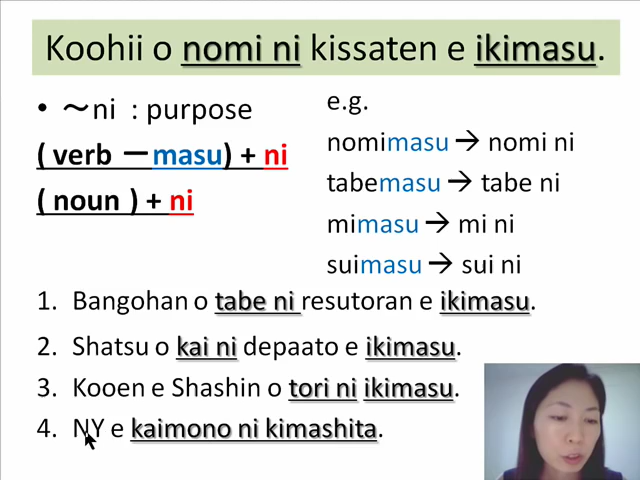 Koohii o nomi ni kissaten e ikimasu.
• ～ni : purpose
( verb －masu) + ni
( noun ) + ni
e.g.
nomimasu → nomi ni
tabemasu → tabe ni
mimasu → mi ni
suimasu → sui ni
1. Bangohan o tabe ni resutoran e ikimasu.
2. Shatsu o kai ni depaato e ikimasu.
3. Kooen e Shashin o tori ni ikimasu.
4. NY e kaimono ni kimashita.